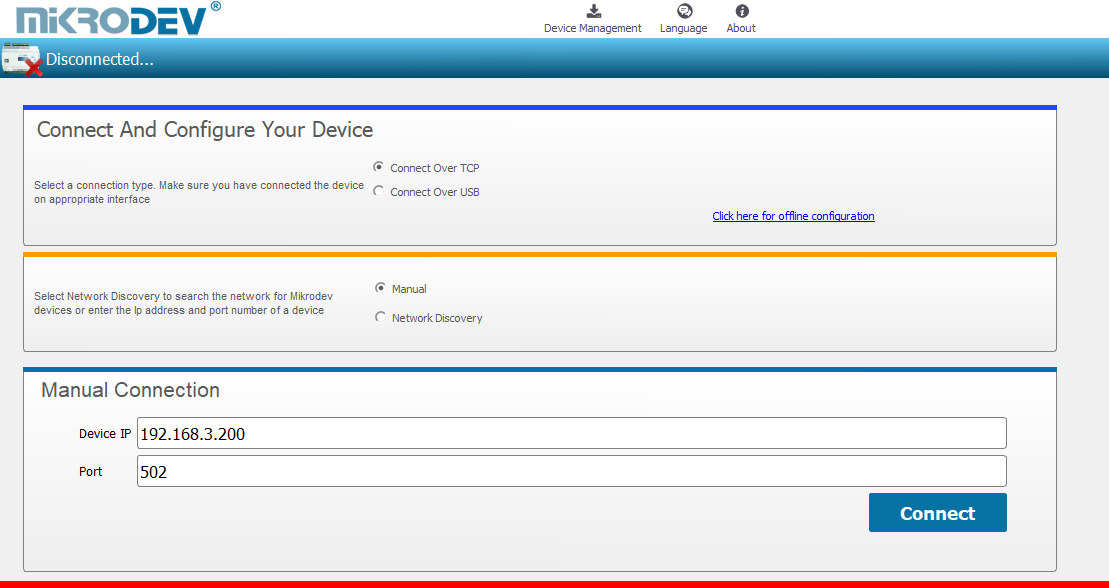 MİKRODEV®
Device Management
Language
About
Disconnected...
Connect And Configure Your Device
Connect Over TCP
Select a connection type. Make sure you have connected the device
on appropriate interface
Connect Over USB
Click here for offline configuration
Manual
Select Network Discovery to search the network for Mikrodev
devices or enter the Ip address and port number of a device
Network Discovery
Manual Connection
Device IP 192.168.3.200
Port 502
Connect